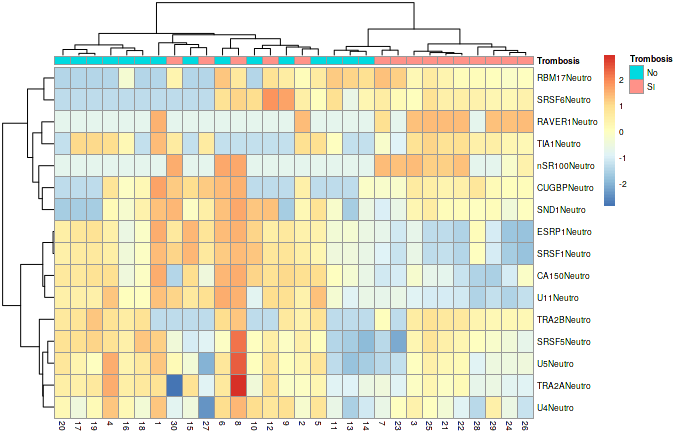 Trombosis
Trombosis
No
SI
2
1
0
-1
-2
RBM17Neutro
SRSF6Neutro
RAVER1Neutro
TIA1Neutro
nSR100Neutro
CUGBPNeutro
SND1Neutro
ESRP1Neutro
SRSF1Neutro
CA150Neutro
U11Neutro
TRA2BNeutro
SRSF5Neutro
U5Neutro
TRA2ANeutro
U4Neutro
20 17 19 4 16 18 1 30 15 27 6 8 10 12 9 2 5 11 13 14 7 23 3 25 21 22 28 29 24 26